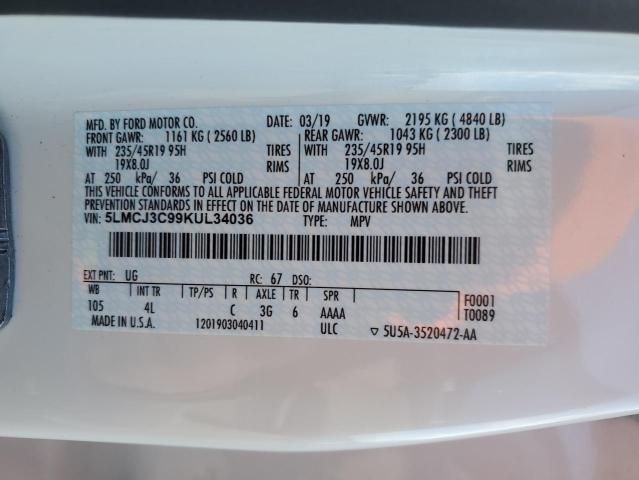 MFD. BY FORD MOTOR CO. DATE: 03/19 GVWR: 2195 KG ( 4840 LB)
FRONT GAWR: 1161 KG ( 2560 LB) REAR GAWR: 1043 KG ( 2300 LB)
WITH 235/45R19 95H TIRES WITH 235/45R19 95H TIRES
19X8.0J RIMS 19X8.0J RIMS
AT 250 kPa/ 36 PSI COLD AT 250 kPa/ 36 PSI COLD
THIS VEHICLE CONFORMS TO ALL APPLICABLE FEDERAL MOTOR VEHICLE SAFETY AND THEFT
PREVENTION STANDARDS IN EFFECT ON THE DATE OF MANUFACTURE SHOWN ABOVE.
VIN: 5LMCJ3C99KUL34036 TYPE: MPV
EXT PNT: UG RC: 67 DSO:
WB INT TR TP/PS R AXLE TR SPR F0001
105 4L C 3G 6 AAAA T0089
MADE IN U.S.A. 1201903040411 ULC ▽ 5U5A-3520472-AA